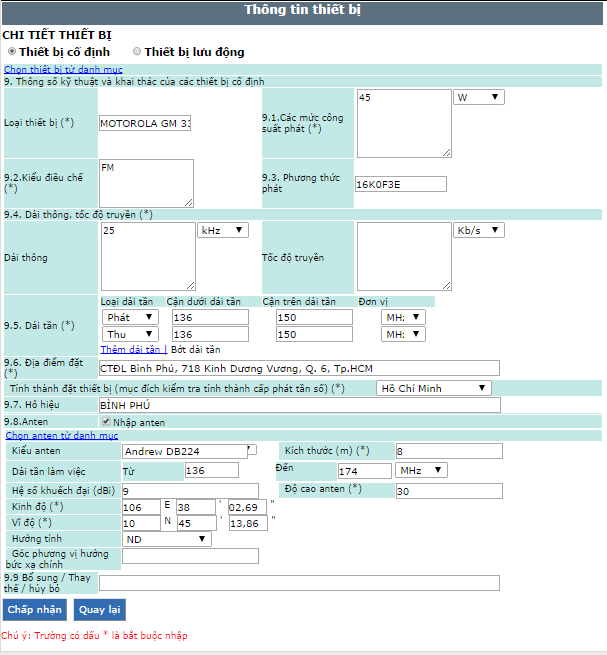 Thông tin thiết bị
CHI TIẾT THIẾT BỊ
Thiết bị cố định Thiết bị lưu động
Chọn thiết bị từ danh mục
9. Thông số kỹ thuật và khai thác của các thiết bị cố định
Loại thiết bị (*) MOTOROLA GM 33
9.1.Các mức công suất phát (*) 45 W
9.2.Kiểu điều chế (*) FM
9.3. Phương thức phát 16K0F3E
9.4. Dải thông, tốc độ truyền (*)
Dải thông 25 kHz Tốc độ truyền Kb/s
Loại dải tần Cận dưới dải tần Cận trên dải tần Đơn vị
9.5. Dải tần (*) Phát 136 150 MH:
Thu 136 150 MH:
Thêm dải tần | Bớt dải tần
9.6. Địa điểm đặt (*) CTĐL Bình Phú, 718 Kinh Dương Vương, Q. 6, Tp.HCM
Tỉnh thành đặt thiết bị (mục đích kiểm tra tỉnh thành cấp phát tần số) (*) Hồ Chí Minh
9.7. Hô hiệu BÌNH PHÚ
9.8.Anten Nhập anten
Chọn anten từ danh mục
Kiểu anten Andrew DB224 Kích thước (m) (*) 8
Dải tần làm việc Từ 136 Đến 174 MHz
Hệ số khuếch đại (dBi) 9 Độ cao anten (*) 30
Kinh độ (*) 106 E 38 ' 02,69 "
Vĩ độ (*) 10 N 45 ' 13,86 "
Hướng tính ND
Góc phương vị hướng bức xạ chính
9.9 Bổ sung / Thay thế / hủy bỏ
Chấp nhận Quay lại
Chú ý: Trường có dấu * là bắt buộc nhập